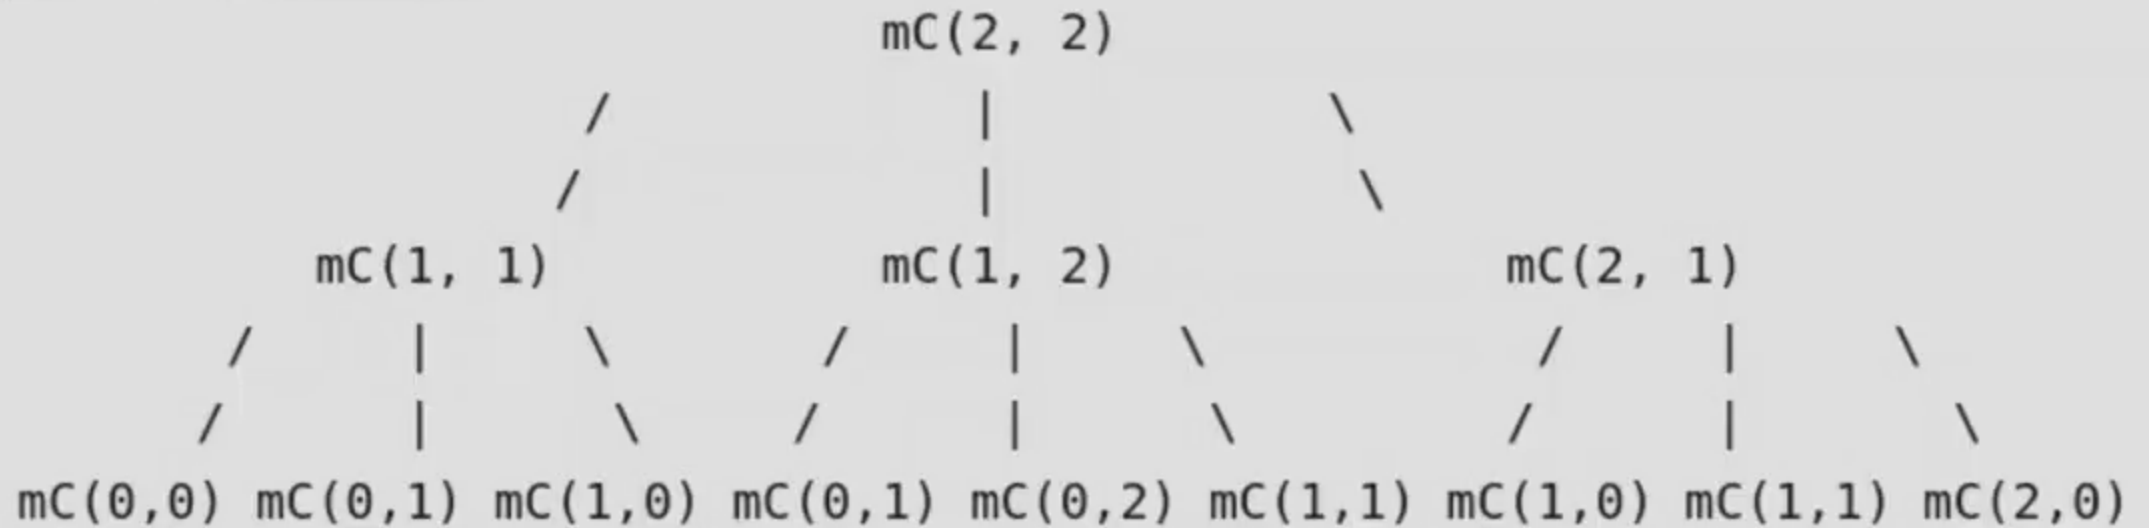 mC(2, 2)
/ | \
/ | \
mC(1, 1) mC(1, 2) mC(2, 1)
/ | \ / | \ / | \
/ | \ / | \ / | \
mC(0,0) mC(0,1) mC(1,0) mC(0,1) mC(0,2) mC(1,1) mC(1,0) mC(1,1) mC(2,0)